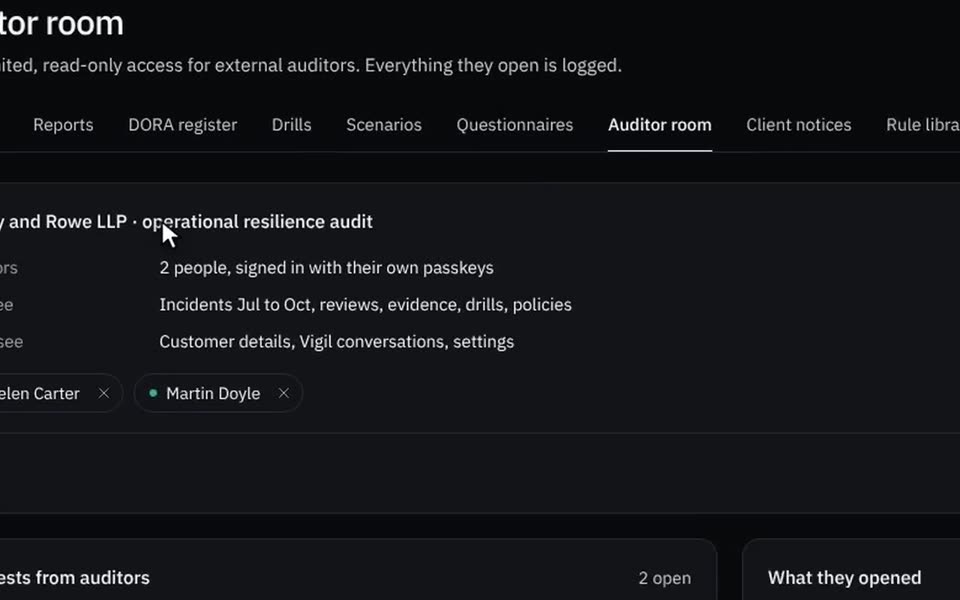 tor room
ited, read-only access for external auditors. Everything they open is logged.
Reports DORA register Drills Scenarios Questionnaires Auditor room Client notices Rule libra
y and Rowe LLP · operational resilience audit
ors 2 people, signed in with their own passkeys
ee Incidents Jul to Oct, reviews, evidence, drills, policies
see Customer details, Vigil conversations, settings
elen Carter × Martin Doyle ×
ests from auditors 2 open What they opened